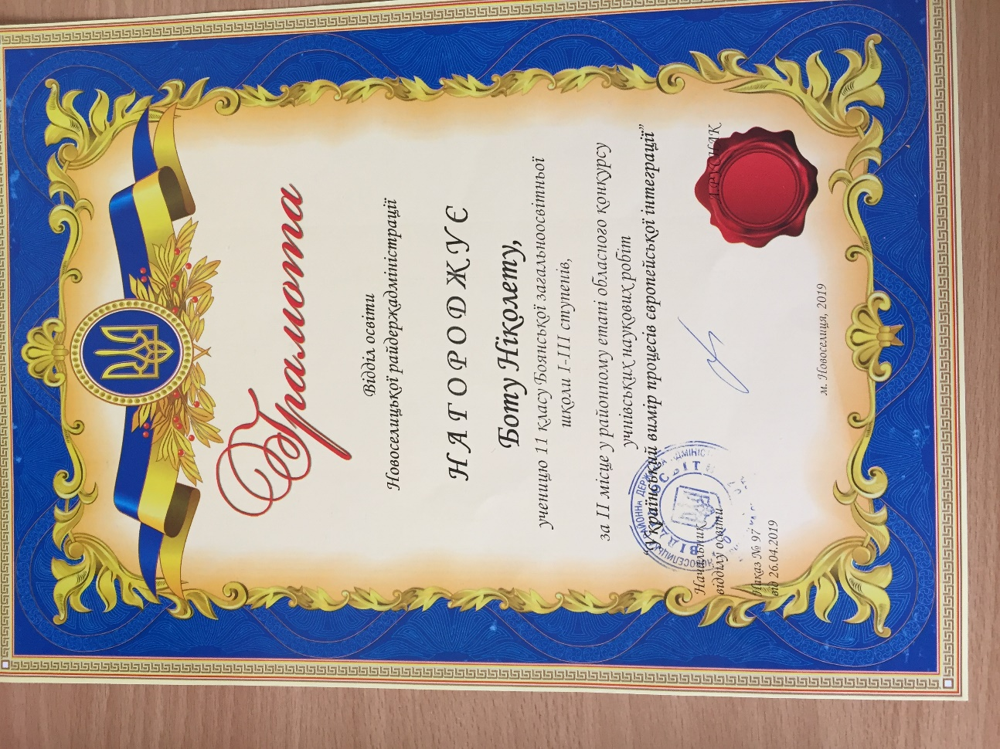 Грамота
Відділ освіти
Новоселицької райдержадміністрації
НАГОРОДЖУЄ
Боту Ніколету,
ученицю 11 класу Боянської загальноосвітньої
школи І-ІІІ ступенів,
за ІІ місце у районному етапі обласного конкурсу
учнівських наукових робіт
“Український вимір процесів європейської інтеграції”
Начальник
відділу освіти
ВІДДІЛ ОСВІТИ
Наказ № 97
від 26.04.2019
м. Новоселиця, 2019